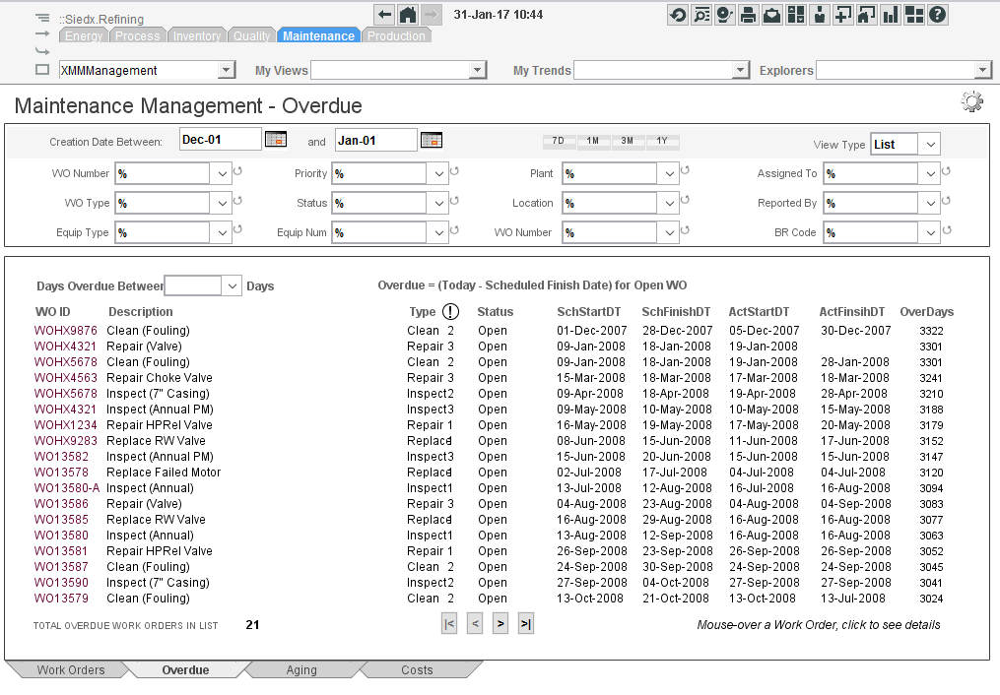 ::Siedx.Refining
31-Jan-17 10:44
Energy Process Inventory Quality Maintenance Production
XMMManagement My Views My Trends Explorers
Maintenance Management - Overdue
Creation Date Between: Dec-01 and Jan-01 7D 1M 3M 1Y View Type List
WO Number % Priority % Plant % Assigned To %
WO Type % Status % Location % Reported By %
Equip Type % Equip Num % WO Number % BR Code %
Days Overdue Between Days Overdue = (Today - Scheduled Finish Date) for Open WO
WO ID Description Type ! Status SchStartDT SchFinishDT ActStartDT ActFinsihDT OverDays
WOHX9876 Clean (Fouling) Clean 2 Open 01-Dec-2007 28-Dec-2007 05-Dec-2007 30-Dec-2007 3322
WOHX4321 Repair (Valve) Repair 3 Open 09-Jan-2008 18-Jan-2008 19-Jan-2008 3301
WOHX5678 Clean (Fouling) Clean 2 Open 09-Jan-2008 18-Jan-2008 19-Jan-2008 28-Jan-2008 3301
WOHX4563 Repair Choke Valve Repair 3 Open 15-Mar-2008 18-Mar-2008 17-Mar-2008 18-Mar-2008 3241
WOHX5678 Inspect (7" Casing) Inspect 2 Open 09-Apr-2008 18-Apr-2008 19-Apr-2008 28-Apr-2008 3210
WOHX4321 Inspect (Annual PM) Inspect 3 Open 09-May-2008 10-May-2008 10-May-2008 15-May-2008 3188
WOHX1234 Repair HPRel Valve Repair 1 Open 16-May-2008 19-May-2008 17-May-2008 20-May-2008 3179
WOHX9283 Replace RW Valve Replace 1 Open 08-Jun-2008 15-Jun-2008 11-Jun-2008 17-Jun-2008 3152
WO13582 Inspect (Annual PM) Inspect 3 Open 15-Jun-2008 20-Jun-2008 15-Jun-2008 15-Jun-2008 3147
WO13578 Replace Failed Motor Replace 1 Open 02-Jul-2008 17-Jul-2008 04-Jul-2008 04-Jul-2008 3120
WO13580-A Inspect (Annual) Inspect 1 Open 13-Jul-2008 12-Aug-2008 16-Jul-2008 16-Aug-2008 3094
WO13586 Repair (Valve) Repair 3 Open 04-Aug-2008 23-Aug-2008 04-Aug-2008 04-Sep-2008 3083
WO13585 Replace RW Valve Replace 1 Open 16-Aug-2008 29-Aug-2008 16-Aug-2008 16-Aug-2008 3077
WO13580 Inspect (Annual) Inspect 1 Open 13-Aug-2008 12-Sep-2008 16-Aug-2008 16-Aug-2008 3063
WO13581 Repair HPRel Valve Repair 1 Open 26-Sep-2008 23-Sep-2008 26-Sep-2008 26-Sep-2008 3052
WO13587 Clean (Fouling) Clean 2 Open 24-Sep-2008 30-Sep-2008 24-Sep-2008 24-Sep-2008 3045
WO13590 Inspect (7" Casing) Inspect 2 Open 27-Sep-2008 04-Oct-2008 27-Sep-2008 27-Sep-2008 3041
WO13579 Clean (Fouling) Clean 2 Open 13-Oct-2008 21-Oct-2008 13-Oct-2008 13-Jul-2008 3024
TOTAL OVERDUE WORK ORDERS IN LIST 21 |< < > >| Mouse-over a Work Order, click to see details
Work Orders Overdue Aging Costs